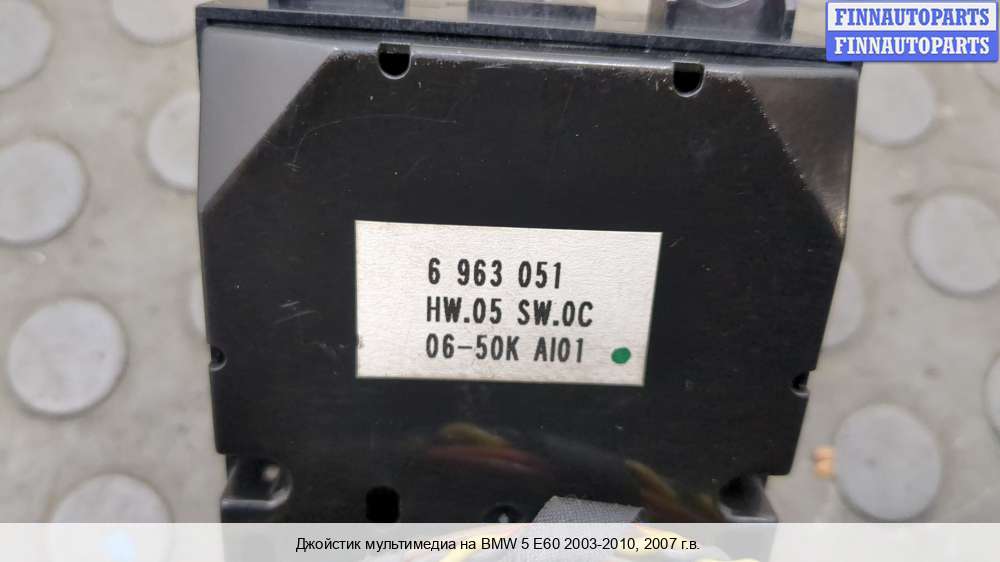 FINNAUTOPARTS
FINNAUTOPARTS
6 963 051
HW.05 SW.0C
06-50K AI01
Джойстик мультимедиа на BMW 5 E60 2003-2010, 2007 г.в.